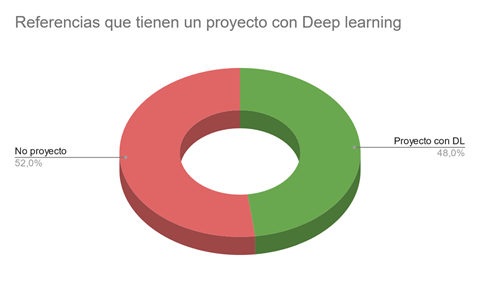 Referencias que tienen un proyecto con Deep learning
No proyecto
52,0%
Proyecto con DL
48,0%